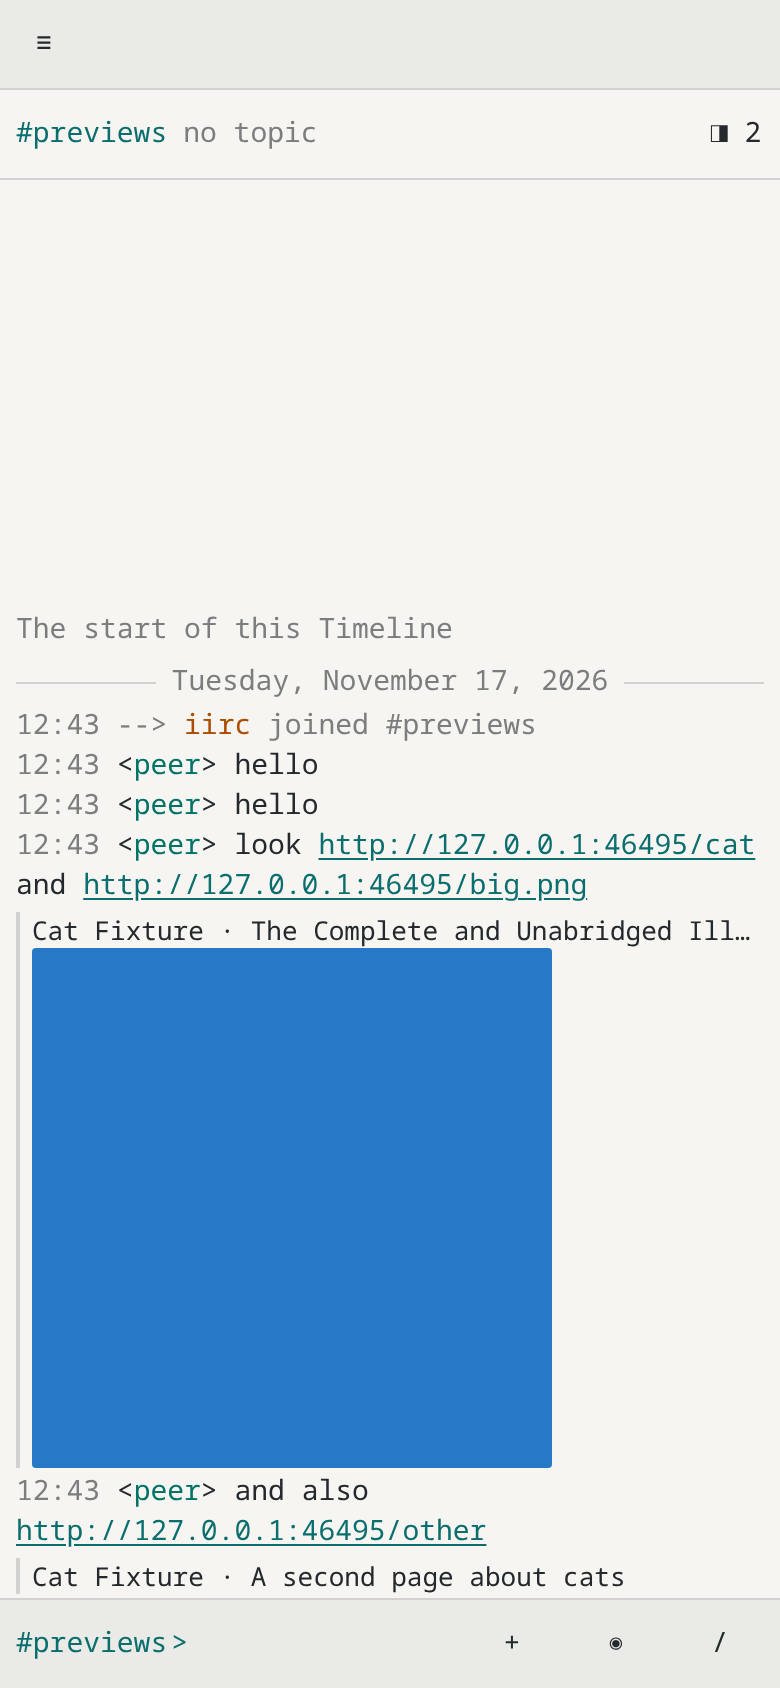 ≡
#previews no topic ◨ 2
The start of this Timeline
Tuesday, November 17, 2026
12:43 --> iirc joined #previews
12:43 <peer> hello
12:43 <peer> hello
12:43 <peer> look http://127.0.0.1:46495/cat
and http://127.0.0.1:46495/big.png
Cat Fixture · The Complete and Unabridged Ill…
12:43 <peer> and also
http://127.0.0.1:46495/other
Cat Fixture · A second page about cats
#previews> + ◉ /